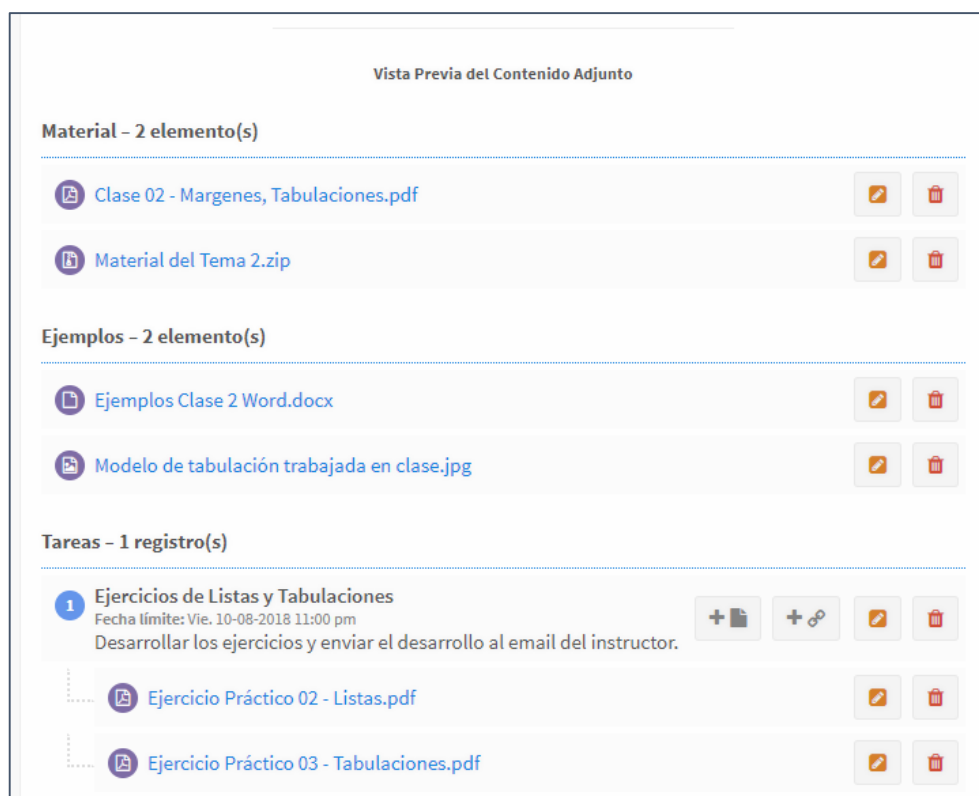 Vista Previa del Contenido Adjunto
Material – 2 elemento(s)
Clase 02 - Margenes, Tabulaciones.pdf
Material del Tema 2.zip
Ejemplos – 2 elemento(s)
Ejemplos Clase 2 Word.docx
Modelo de tabulación trabajada en clase.jpg
Tareas – 1 registro(s)
1
Ejercicios de Listas y Tabulaciones
Fecha límite: Vie. 10-08-2018 11:00 pm
Desarrollar los ejercicios y enviar el desarrollo al email del instructor.
Ejercicio Práctico 02 - Listas.pdf
Ejercicio Práctico 03 - Tabulaciones.pdf